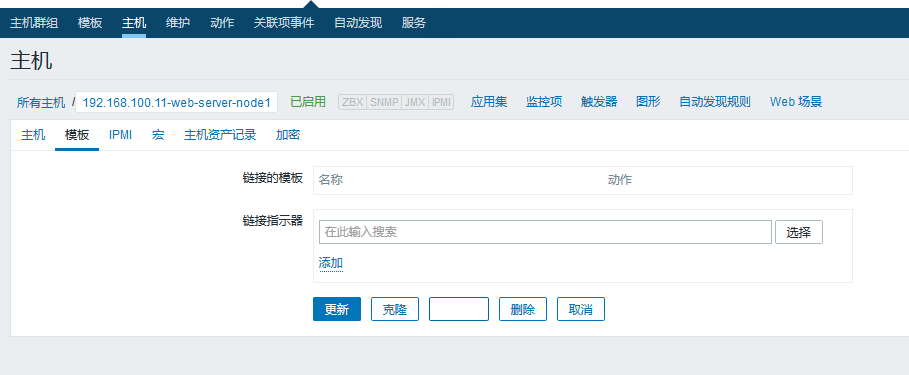 主机群组 模板 主机 维护 动作 关联项事件 自动发现 服务
主机
所有主机 / 192.168.100.11-web-server-node1 已启用 ZBX SNMP JMX IPMI 应用集 监控项 触发器 图形 自动发现规则 Web 场景
主机 模板 IPMI 宏 主机资产记录 加密
链接的模板 名称 动作
链接指示器 在此输入搜索 选择
添加
更新 克隆 删除 取消